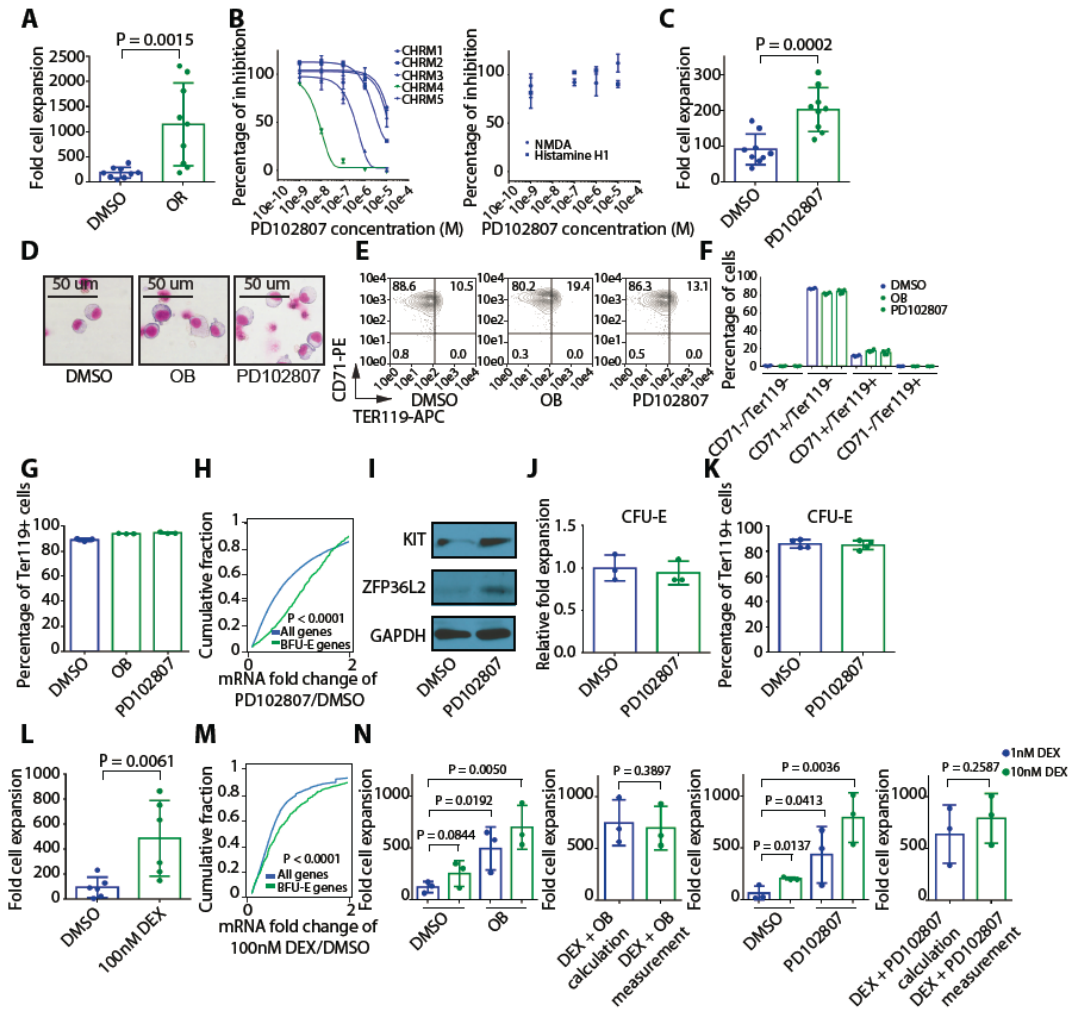 A
P = 0.0015
Fold cell expansion
2500
2000
1500
1000
500
0
DMSO
OR
B
Percentage of inhibition
100
50
0
CHRM1
CHRM2
CHRM3
CHRM4
CHRM5
10e-10
10e-9
10e-8
10e-7
10e-6
10e-5
10e-4
PD102807 concentration (M)
Percentage of inhibition
100
50
0
NMDA
Histamine H1
10e-10
10e-9
10e-8
10e-7
10e-6
10e-5
10e-4
PD102807 concentration (M)
C
P = 0.0002
Fold cell expansion
300
200
100
0
DMSO
PD102807
D
50 um
50 um
50 um
DMSO
OB
PD102807
E
CD71-PE
10e4
10e3
10e2
10e1
10e0
88.6
10.5
0.8
0.0
10e0
10e1
10e2
10e3
10e4
DMSO
TER119-APC
10e4
10e3
10e2
10e1
10e0
80.2
19.4
0.3
0.0
10e0
10e1
10e2
10e3
10e4
OB
10e4
10e3
10e2
10e1
10e0
86.3
13.1
0.5
0.0
10e0
10e1
10e2
10e3
10e4
PD102807
F
Percentage of cells
100
80
60
40
20
0
DMSO
OB
PD102807
CD71-/Ter119-
CD71+/Ter119-
CD71+/Ter119+
CD71-/Ter119+
G
Percentage of Ter119+ cells
100
80
60
40
20
0
DMSO
OB
PD102807
H
Cumulative fraction
1
0.8
0.6
0.4
0.2
0
P < 0.0001
All genes
BFU-E genes
0
2
mRNA fold change of
PD102807/DMSO
I
KIT
ZFP36L2
GAPDH
DMSO
PD102807
J
CFU-E
Relative fold expansion
1.5
1.0
0.5
0.0
DMSO
PD102807
K
CFU-E
Percentage of Ter119+ cells
100
80
60
40
20
0
DMSO
PD102807
L
P = 0.0061
Fold cell expansion
1000
800
600
400
200
0
DMSO
100nM DEX
M
Cumulative fraction
1
0.8
0.6
0.4
0.2
0
P < 0.0001
All genes
BFU-E genes
0
2
mRNA fold change of
100nM DEX/DMSO
N
Fold cell expansion
1000
500
0
P = 0.0050
P = 0.0192
P = 0.0844
DMSO
OB
Fold cell expansion
1000
500
0
P = 0.3897
DEX + OB
calculation
DEX + OB
measurement
Fold cell expansion
1000
500
0
P = 0.0036
P = 0.0413
P = 0.0137
DMSO
PD102807
Fold cell expansion
1000
500
0
1nM DEX
10nM DEX
P = 0.2587
DEX + PD102807
calculation
DEX + PD102807
measurement